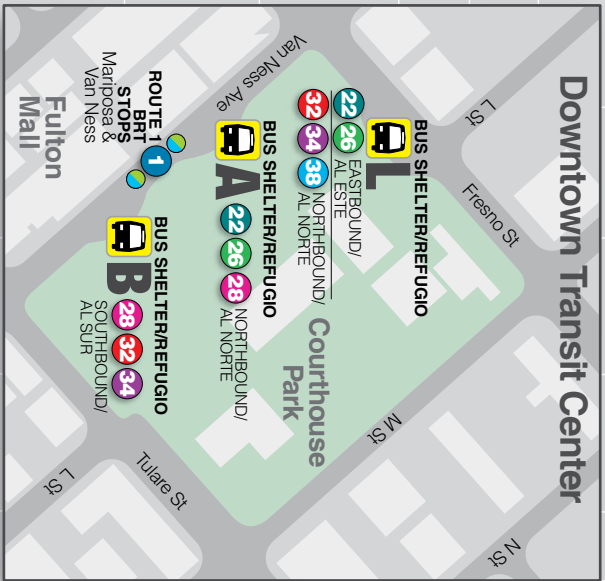 Downtown Transit Center
L St
Fresno St
Van Ness Ave
BUS SHELTER/REFUGIO
L
22 26 EASTBOUND/
AL ESTE
32 34 38 NORTHBOUND/
AL NORTE
BUS SHELTER/REFUGIO
A
22 26 28 NORTHBOUND/
AL NORTE
Courthouse
Park
M St
N St
ROUTE 1
BRT
STOPS
Mariposa &
Van Ness
1
BUS SHELTER/REFUGIO
B
28 32 34
SOUTHBOUND/
AL SUR
Fulton
Mall
Tulare St
L St